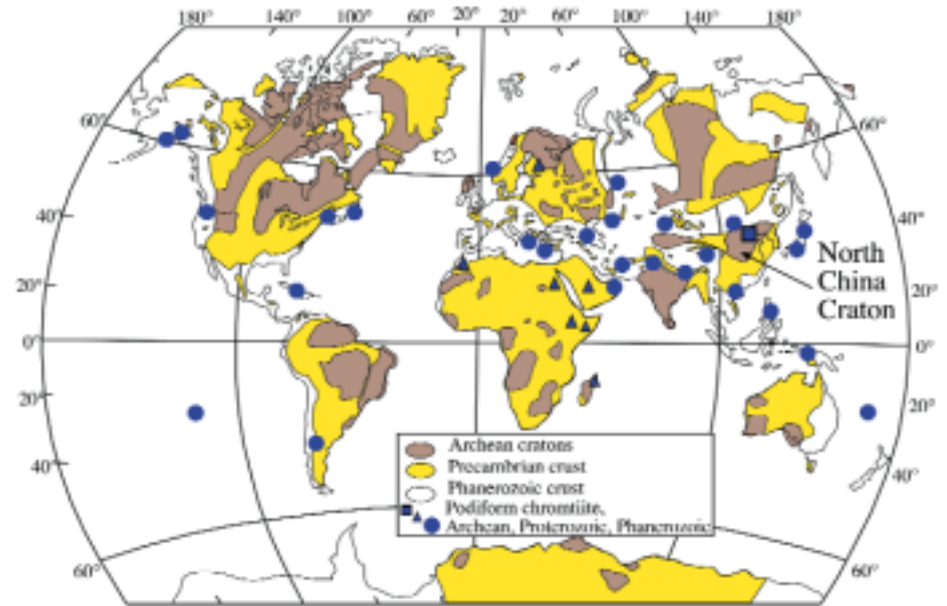 180° 140° 100° 60° 20° 20° 60° 100° 140° 180°
60° 60°
40° 40°
20° 20°
0° 0°
20° 20°
40° 40°
60° 60°
North
China
Craton
Archean cratons
Precambrian crust
Phanerozoic crust
Podiform chromtiite,
Archean, Proterozoic, Phanerozoic